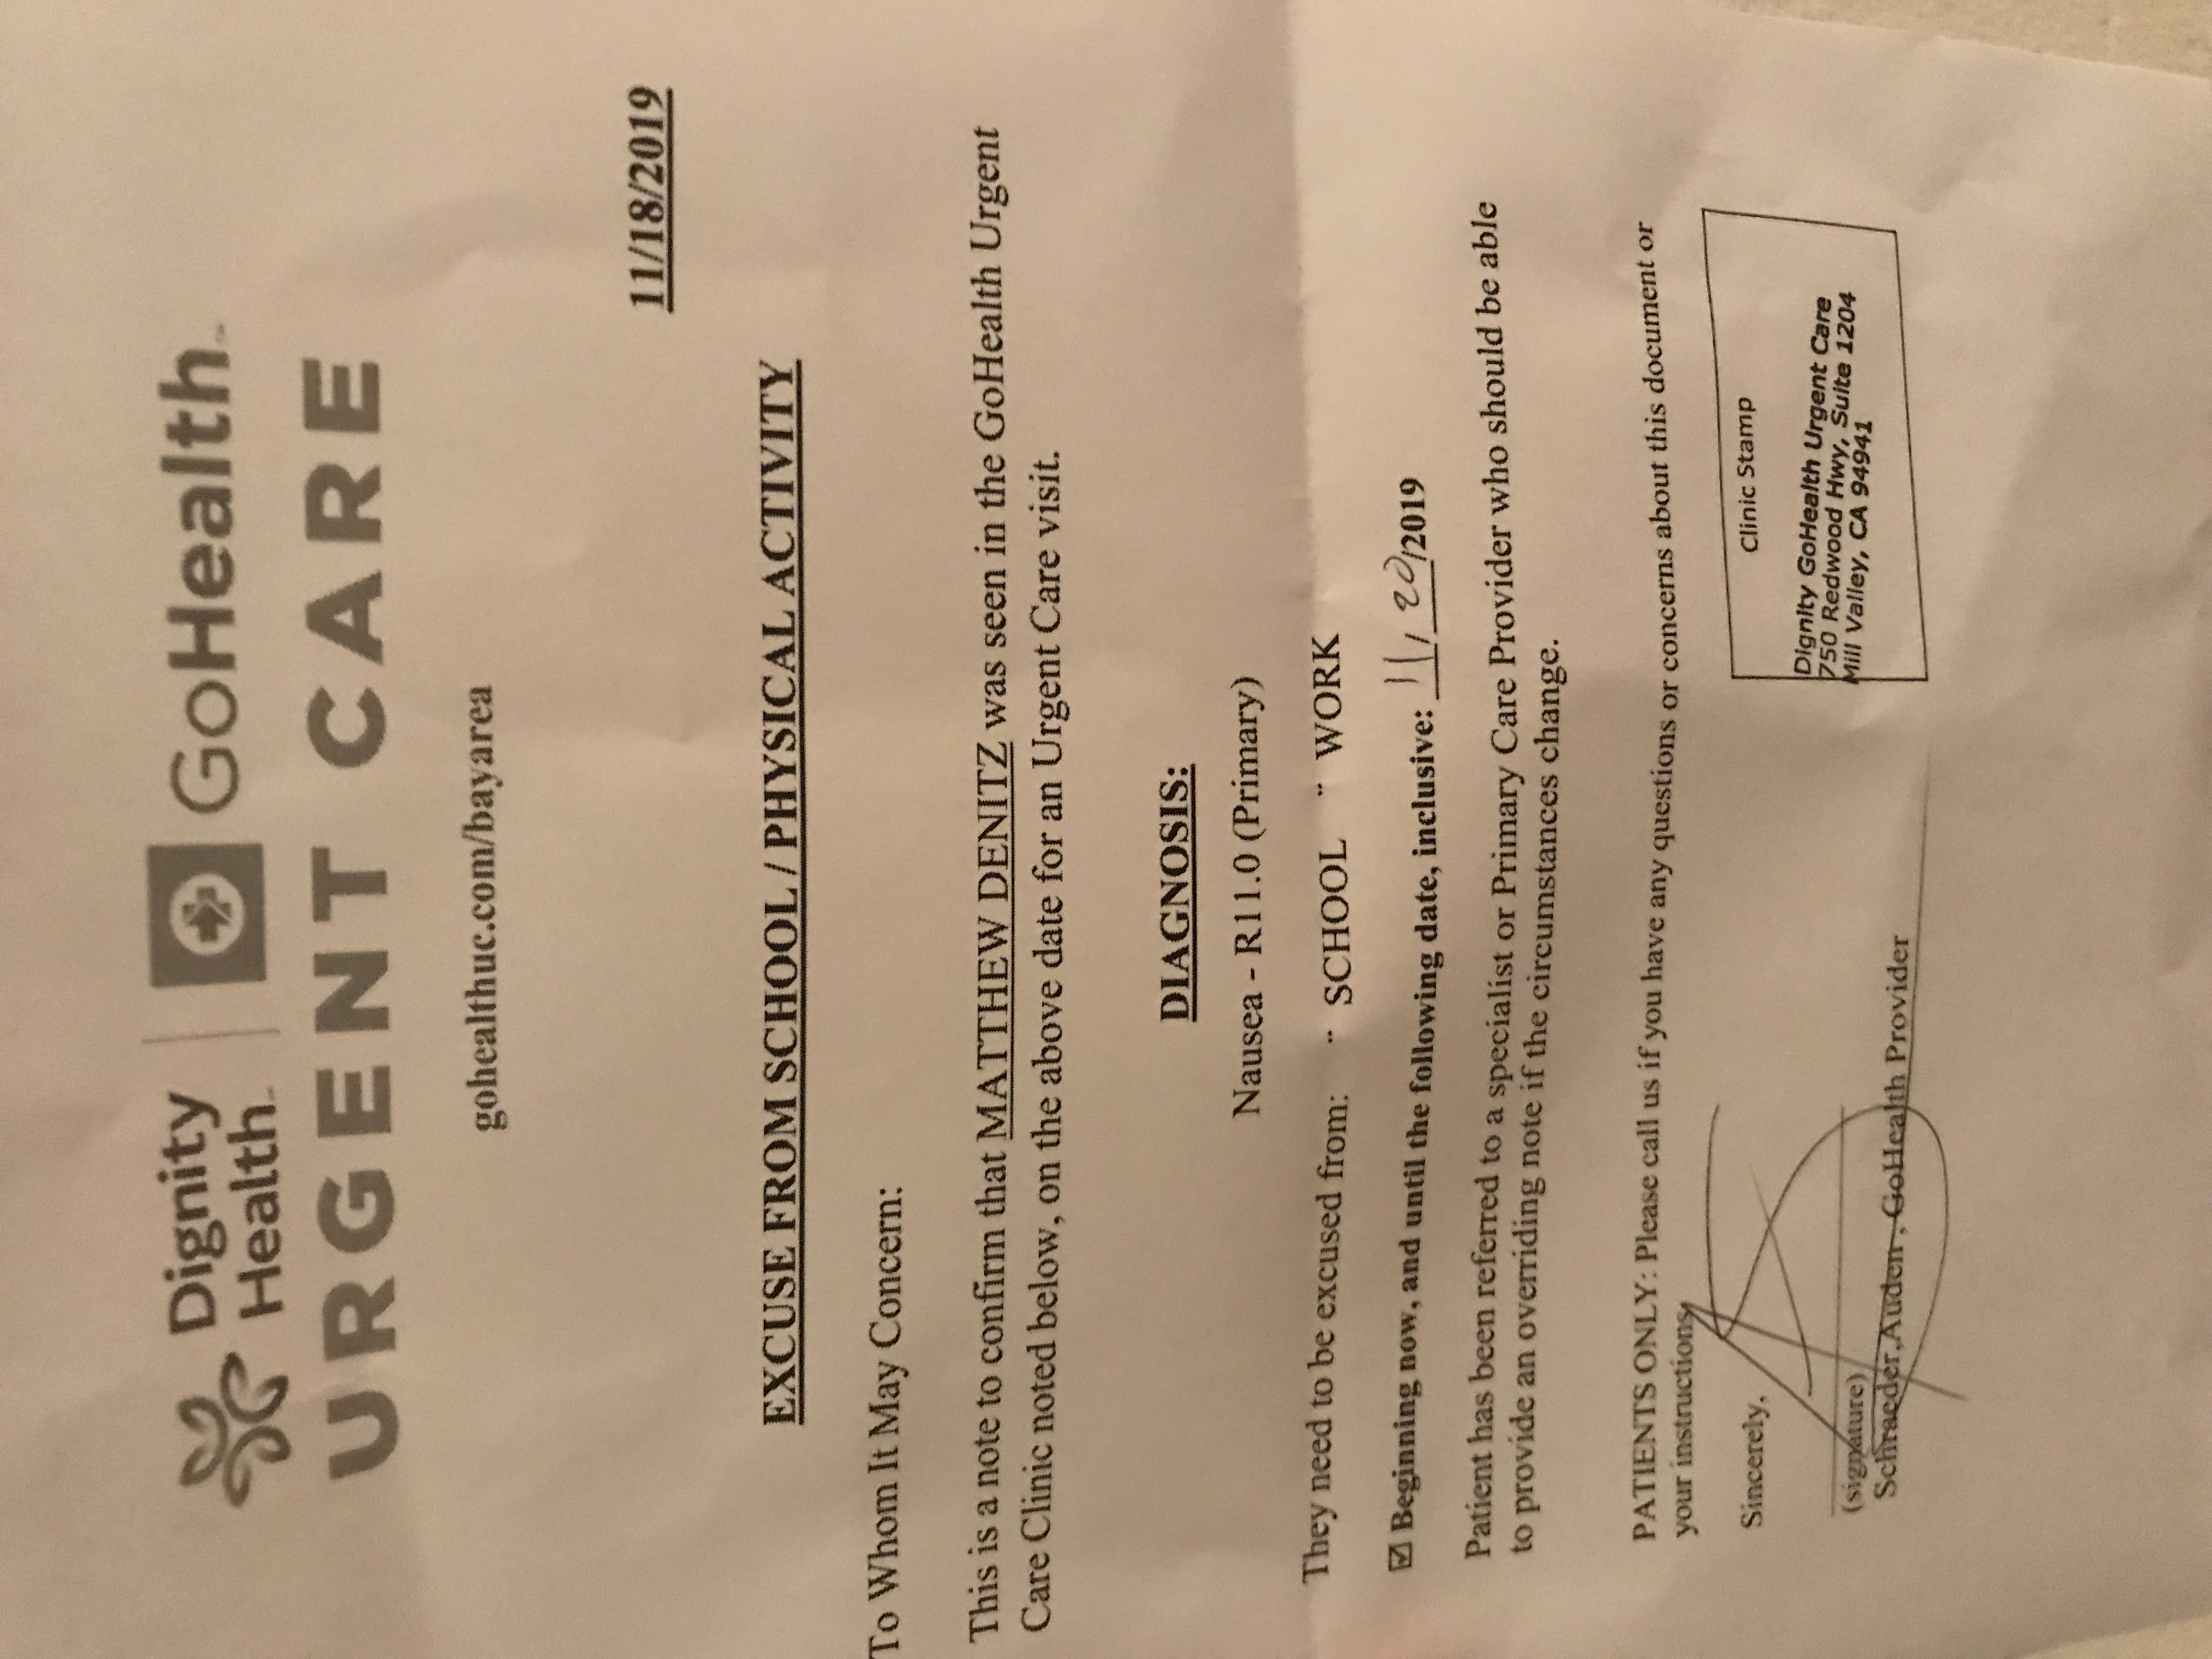 Dignity
Health™
GoHealth™
URGENT CARE
gohealthuc.com/bayarea
11/18/2019
EXCUSE FROM SCHOOL / PHYSICAL ACTIVITY
To Whom It May Concern:
This is a note to confirm that MATTHEW DENITZ was seen in the GoHealth Urgent
Care Clinic noted below, on the above date for an Urgent Care visit.
DIAGNOSIS:
Nausea - R11.0 (Primary)
They need to be excused from: ¨ SCHOOL ¨ WORK
☑ Beginning now, and until the following date, inclusive: 11/20/2019
Patient has been referred to a specialist or Primary Care Provider who should be able
to provide an overriding note if the circumstances change.
PATIENTS ONLY: Please call us if you have any questions or concerns about this document or
your instructions.
Sincerely,
(signature)
Schraeder,Auden , GoHealth Provider
Clinic Stamp
Dignity GoHealth Urgent Care
750 Redwood Hwy, Suite 1204
Mill Valley, CA 94941